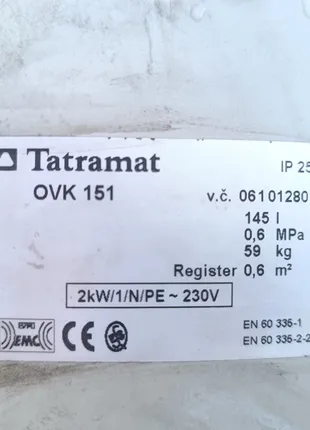 Tatramat IP 25
OVK 151 v.č. 06101280
145 l
0,6 MPa
59 kg
Register 0,6 m²
2kW/1/N/PE ~ 230V
EMC CE
EN 60 335-1
EN 60 335-2-2